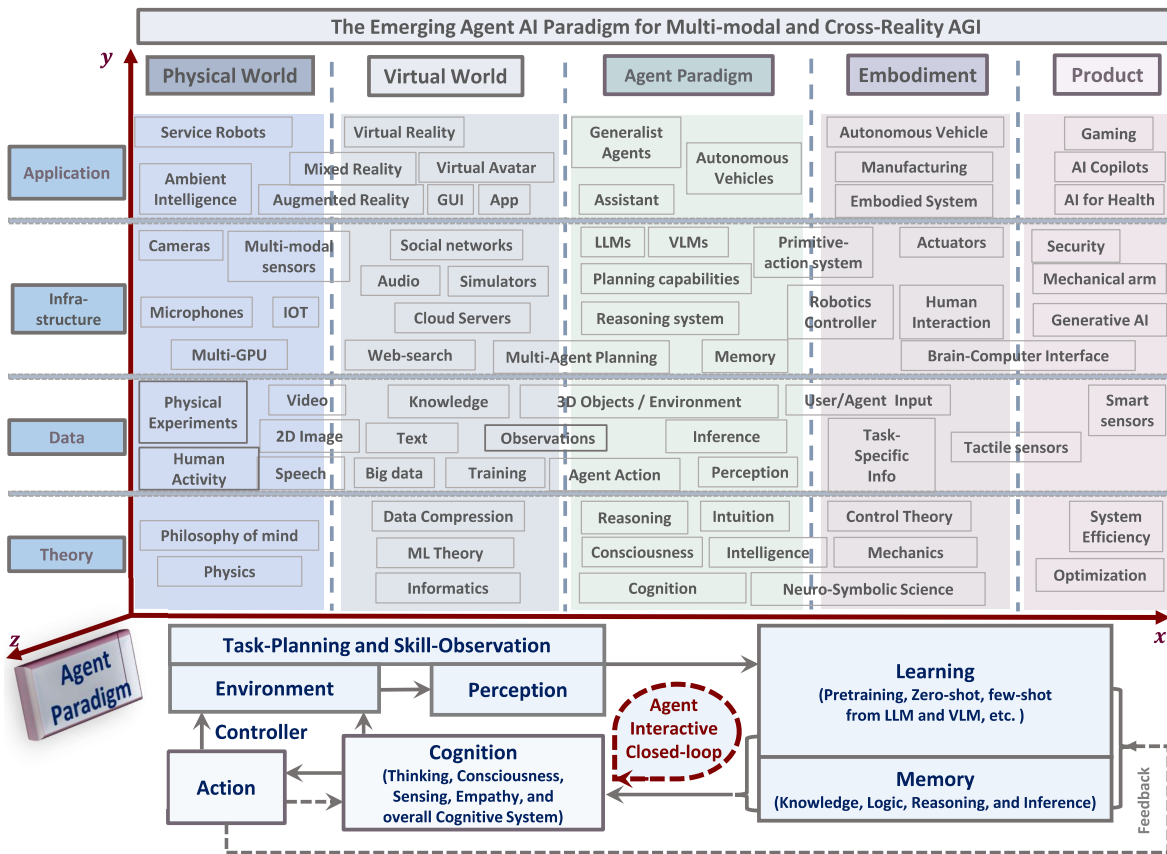 The Emerging Agent AI Paradigm for Multi-modal and Cross-Reality AGI
y
Physical World
Virtual World
Agent Paradigm
Embodiment
Product
Application
Service Robots
Ambient
Intelligence
Mixed Reality
Augmented Reality
Virtual Reality
Virtual Avatar
GUI
App
Generalist
Agents
Autonomous
Vehicles
Assistant
Autonomous Vehicle
Manufacturing
Embodied System
Gaming
AI Copilots
AI for Health
Infra-
structure
Cameras
Multi-modal
sensors
Microphones
IOT
Multi-GPU
Social networks
Audio
Simulators
Cloud Servers
Web-search
Multi-Agent Planning
LLMs
VLMs
Planning capabilities
Reasoning system
Memory
Primitive-
action system
Robotics
Controller
Actuators
Human
Interaction
Brain-Computer Interface
Security
Mechanical arm
Generative AI
Data
Physical
Experiments
Human
Activity
Video
2D Image
Speech
Knowledge
Text
Big data
Training
Observations
3D Objects / Environment
Agent Action
Inference
Perception
User/Agent Input
Task-
Specific
Info
Tactile sensors
Smart
sensors
Theory
Philosophy of mind
Physics
Data Compression
ML Theory
Informatics
Reasoning
Intuition
Consciousness
Intelligence
Cognition
Neuro-Symbolic Science
Control Theory
Mechanics
System
Efficiency
Optimization
z
x
Agent
Paradigm
Task-Planning and Skill-Observation
Environment
Perception
Controller
Action
Cognition
(Thinking, Consciousness,
Sensing, Empathy, and
overall Cognitive System)
Agent
Interactive
Closed-loop
Learning
(Pretraining, Zero-shot, few-shot
from LLM and VLM, etc. )
Memory
(Knowledge, Logic, Reasoning, and Inference)
Feedback